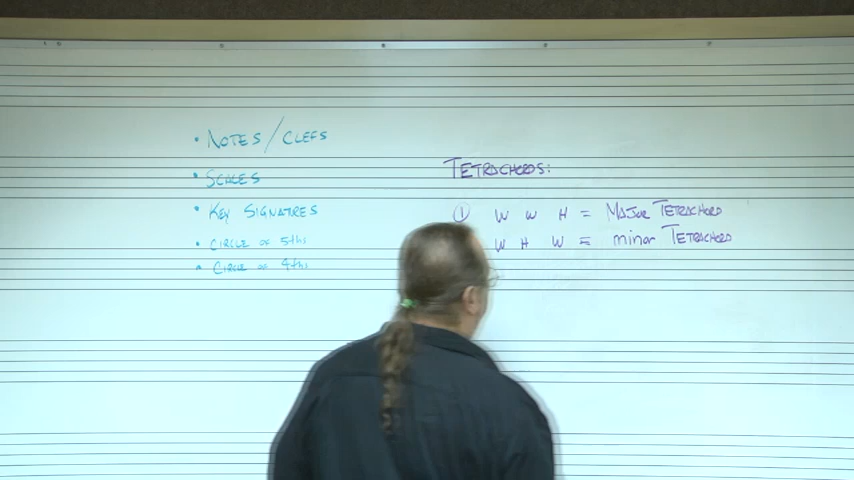 • NOTES/CLEFS
• SCALES
• KEY SIGNATURES
• CIRCLE OF 5ths
• CIRCLE OF 4ths
TETRACHORDS:
① W W H = MAJOR TETRACHORD
W H W = minor TETRACHORD